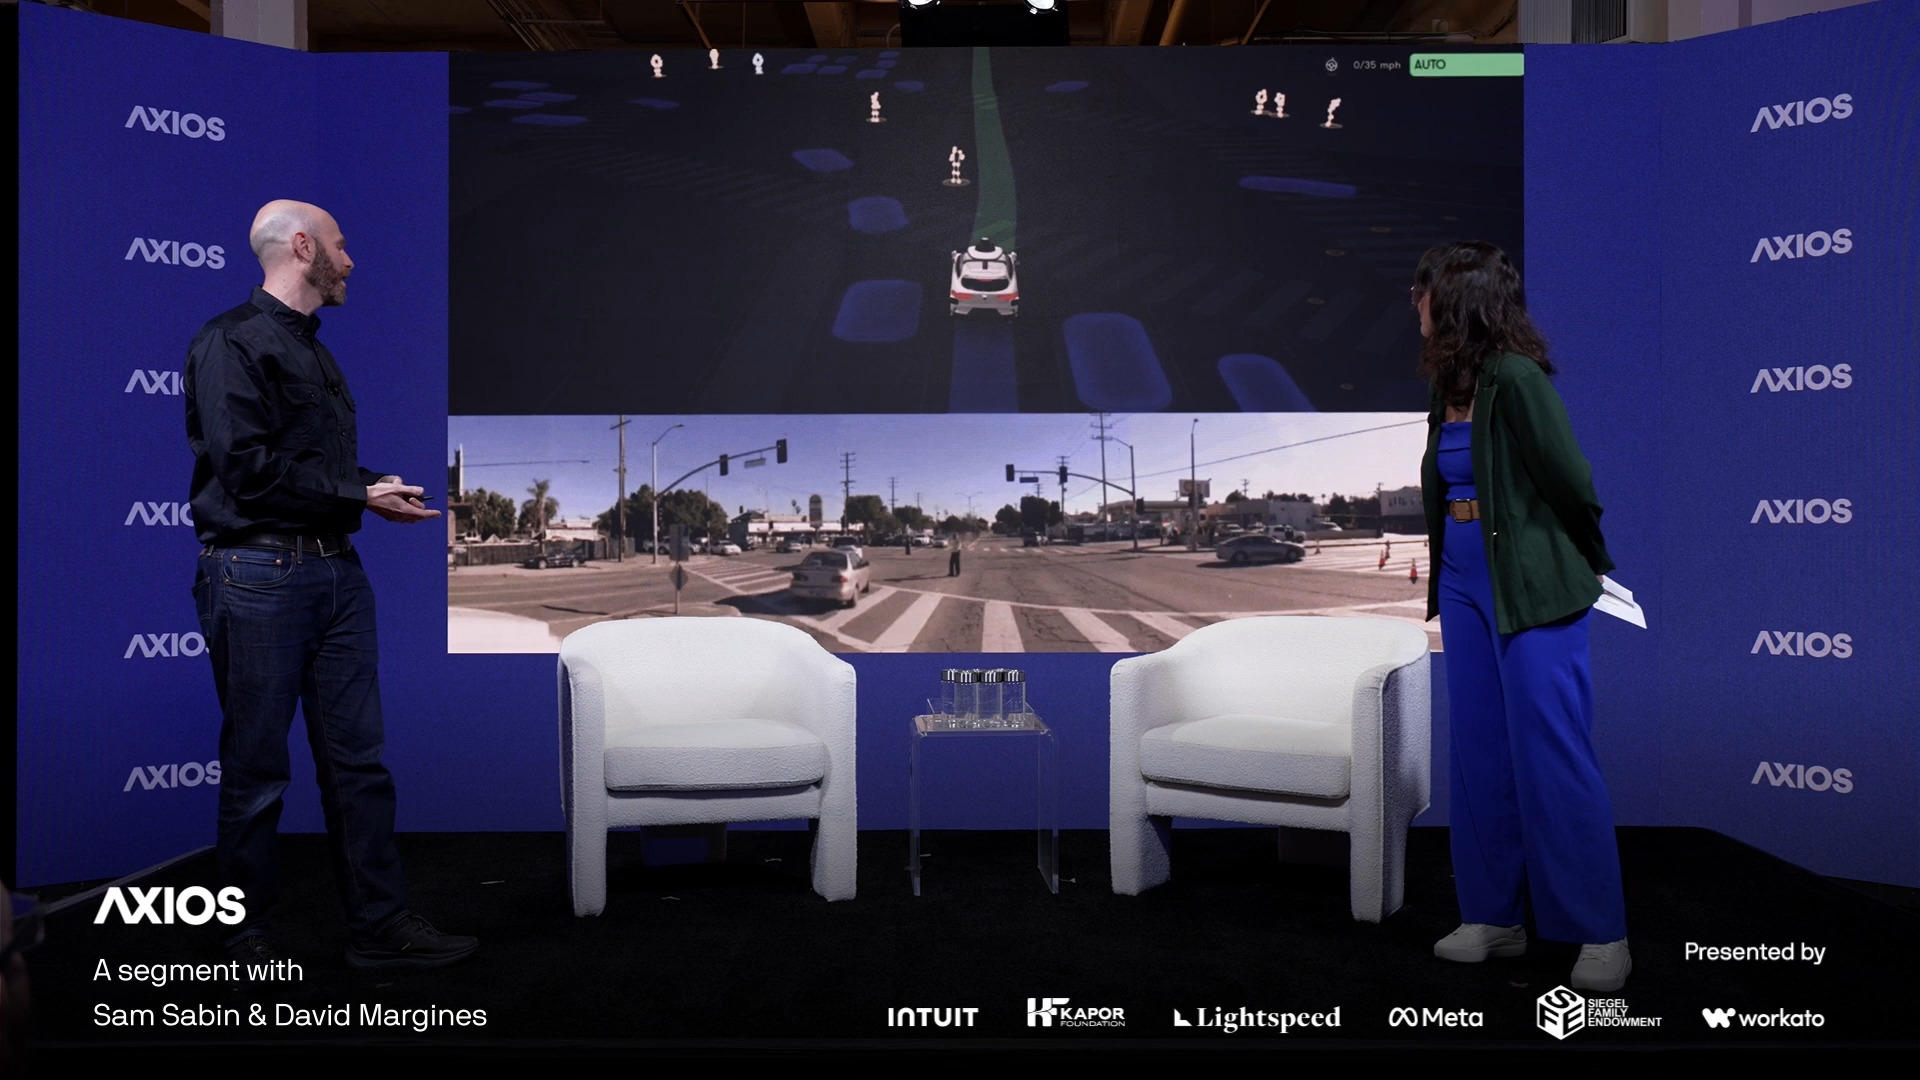 0/35 mph
AUTO
AXIOS
AXIOS
AXIOS
AXIOS
AXIOS
AXIOS
AXIOS
AXIOS
AXIOS
AXIOS
AXIOS
AXIOS
AXIOS
A segment with
Sam Sabin & David Margines
Presented by
INTUIT
KAPOR
FOUNDATION
Lightspeed
Meta
SFE
SIEGEL
FAMILY
ENDOWMENT
workato